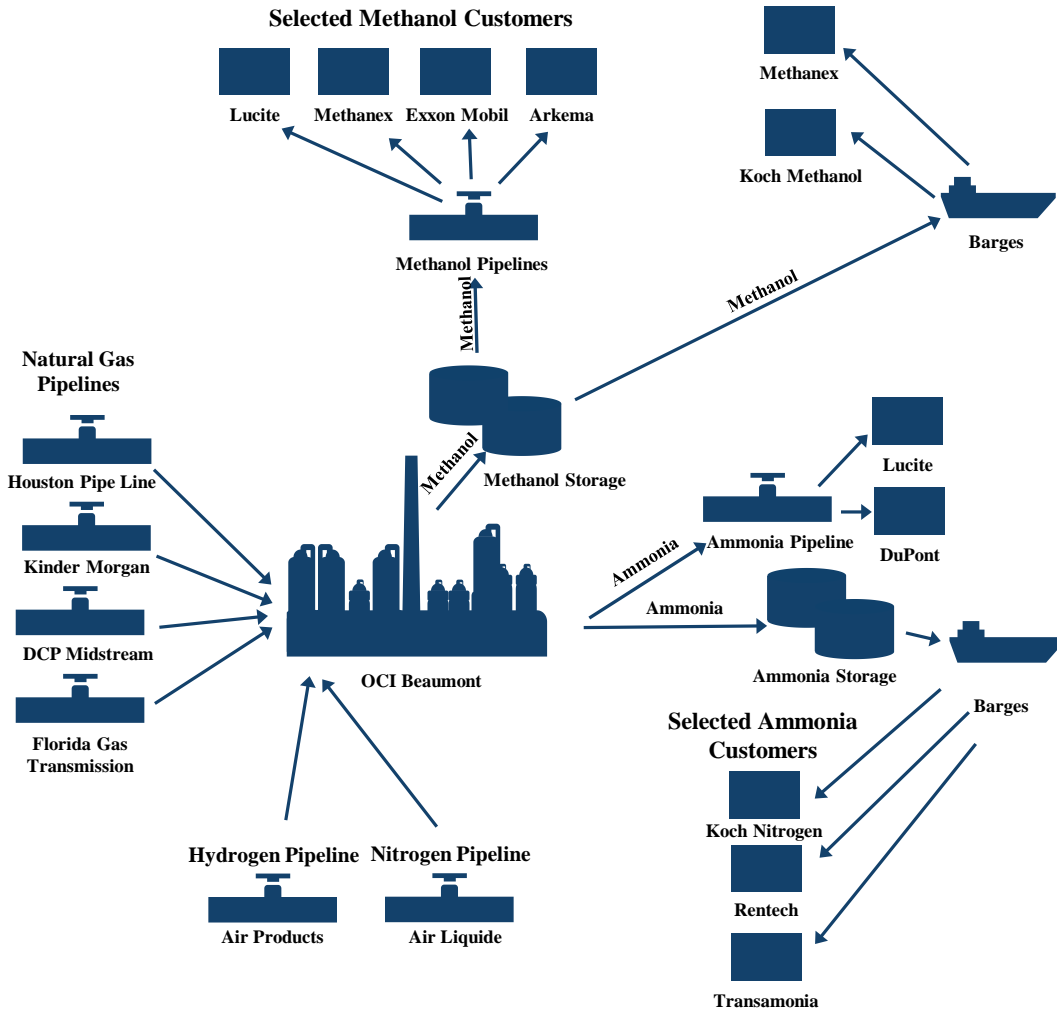 Selected Methanol Customers
Lucite
Methanex
Exxon Mobil
Arkema
Methanex
Koch Methanol
Methanol Pipelines
Barges
Methanol
Methanol
Natural Gas
Pipelines
Houston Pipe Line
Kinder Morgan
DCP Midstream
Florida Gas
Transmission
Methanol
Methanol Storage
OCI Beaumont
Lucite
Ammonia Pipeline
DuPont
Ammonia
Ammonia
Ammonia Storage
Barges
Selected Ammonia
Customers
Koch Nitrogen
Rentech
Transamonia
Hydrogen Pipeline
Nitrogen Pipeline
Air Products
Air Liquide